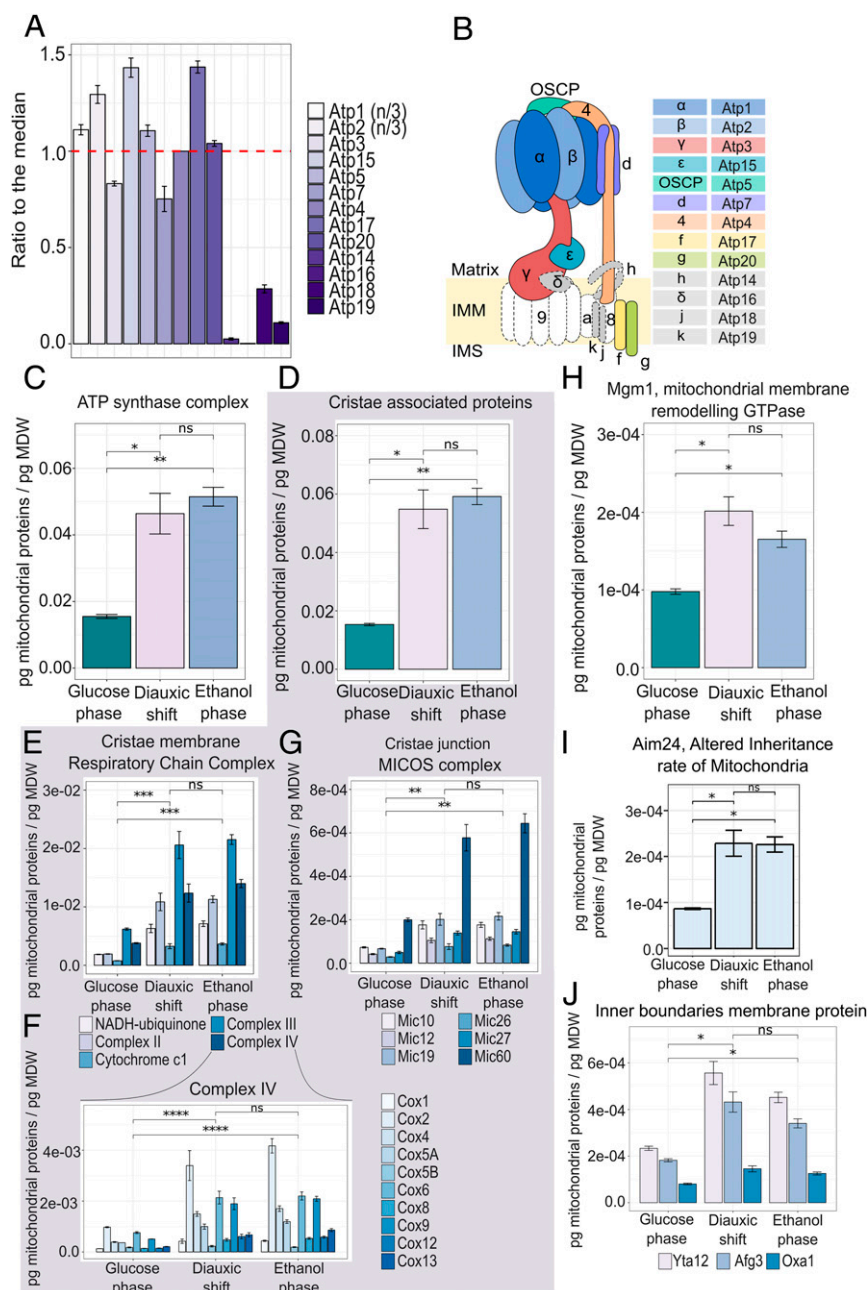 A
Ratio to the median
1.5
1.0
0.5
0.0
Atp1 (n/3)
Atp2 (n/3)
Atp3
Atp15
Atp5
Atp7
Atp4
Atp17
Atp20
Atp14
Atp16
Atp18
Atp19
B
OSCP
4
α
β
d
ε
γ
δ
h
Matrix
IMM
IMS
9
a
8
k
j
f
g
α Atp1
β Atp2
γ Atp3
ε Atp15
OSCP Atp5
d Atp7
4 Atp4
f Atp17
g Atp20
h Atp14
δ Atp16
j Atp18
k Atp19
C
ATP synthase complex
pg mitochondrial proteins / pg MDW
0.06
0.04
0.02
0.00
ns
*
**
Glucose Diauxic Ethanol
phase shift phase
D
Cristae associated proteins
pg mitochondrial proteins / pg MDW
0.08
0.06
0.04
0.02
0.00
ns
*
**
Glucose Diauxic Ethanol
phase shift phase
H
Mgm1, mitochondrial membrane
remodelling GTPase
pg mitochondrial proteins / pg MDW
3e-04
2e-04
1e-04
0.0
ns
*
*
Glucose Diauxic Ethanol
phase shift phase
E
Cristae membrane
Respiratory Chain Complex
pg mitochondrial proteins / pg MDW
3e-02
2e-02
1e-02
0.0
ns
***
***
Glucose Diauxic Ethanol
phase shift phase
NADH-ubiquinone
Complex II
Cytochrome c1
Complex III
Complex IV
G
Cristae junction
MICOS complex
pg mitochondrial proteins / pg MDW
8e-04
6e-04
4e-04
2e-04
0.0
ns
**
**
Glucose Diauxic Ethanol
phase shift phase
Mic10
Mic12
Mic19
Mic26
Mic27
Mic60
I
Aim24, Altered Inheritance
rate of Mitochondria
pg mitochondrial
proteins / pg MDW
3e-04
2e-04
1e-04
0.0
ns
*
*
Glucose Diauxic Ethanol
phase shift phase
F
Complex IV
pg mitochondrial proteins / pg MDW
4e-03
2e-03
0.0
ns
****
****
Glucose Diauxic Ethanol
phase shift phase
Cox1
Cox2
Cox4
Cox5A
Cox5B
Cox6
Cox8
Cox9
Cox12
Cox13
J
Inner boundaries membrane protein
pg mitochondrial proteins / pg MDW
6e-04
4e-04
2e-04
0.0
ns
*
*
Glucose Diauxic Ethanol
phase shift phase
Yta12 Afg3 Oxa1